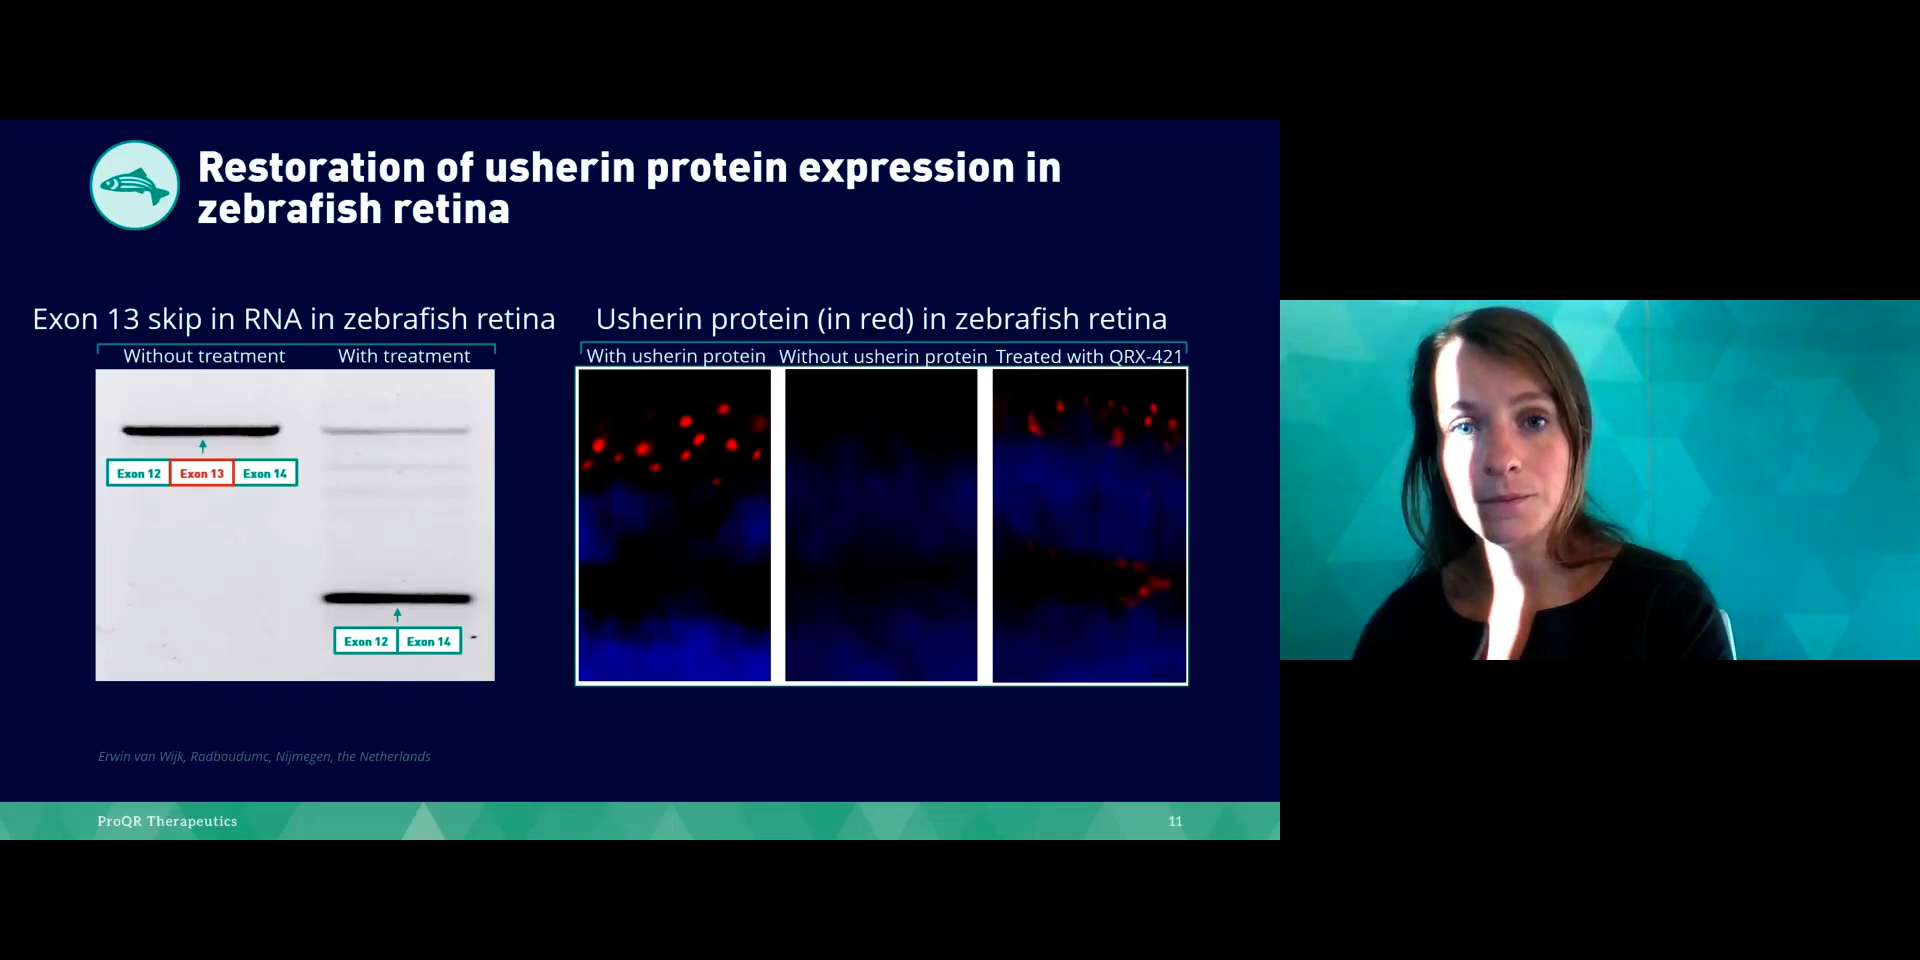 Restoration of usherin protein expression in
zebrafish retina
Exon 13 skip in RNA in zebrafish retina
Without treatment
With treatment
Exon 12
Exon 13
Exon 14
Exon 12
Exon 14
Usherin protein (in red) in zebrafish retina
With usherin protein
Without usherin protein
Treated with QRX-421
Erwin van Wijk, Radboudumc, Nijmegen, the Netherlands
ProQR Therapeutics
11